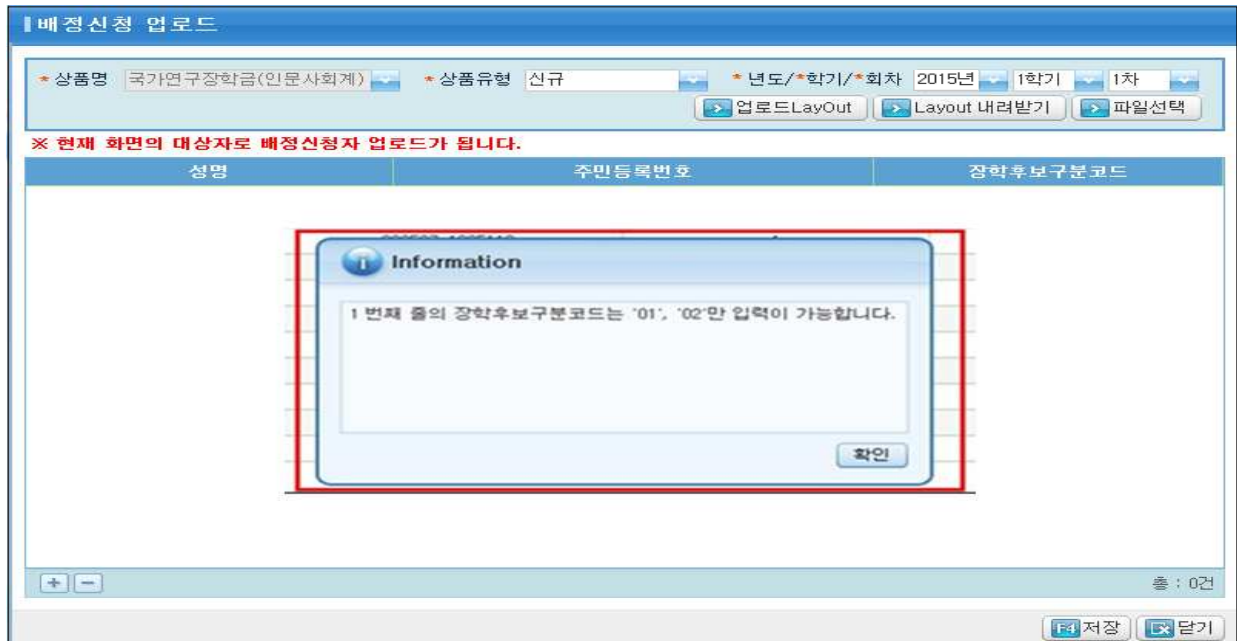 배정신청 업로드
*상품명 국가연구장학금(인문사회계) *상품유형 신규 *년도/*학기/*회차 2015년 1학기 1차
업로드LayOut Layout 내려받기 파일선택
※ 현재 화면의 대상자로 배정신청자 업로드가 됩니다.
성명 주민등록번호 장학후보구분코드
Information
1 번째 줄의 장학후보구분코드는 '01', '02'만 입력이 가능합니다.
확인
총 : 0건
F4 저장 닫기